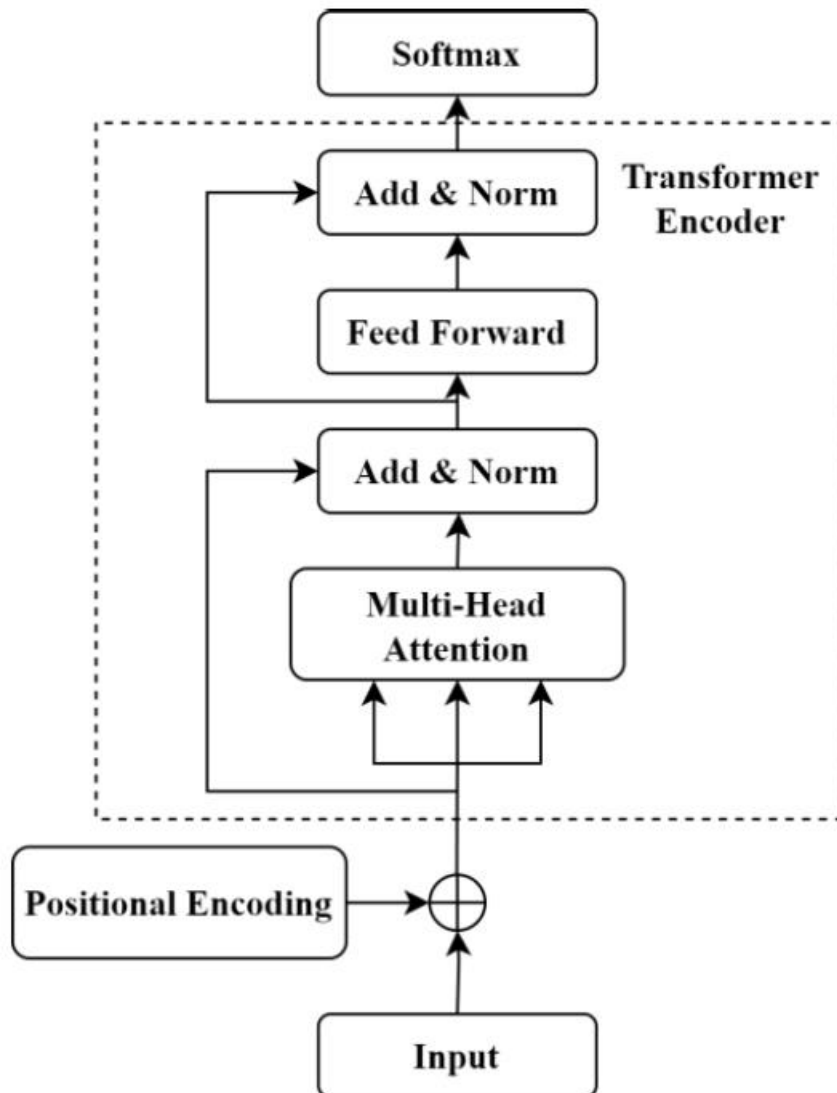 Softmax
Add & Norm
Transformer
Encoder
Feed Forward
Add & Norm
Multi-Head
Attention
Positional Encoding
Input